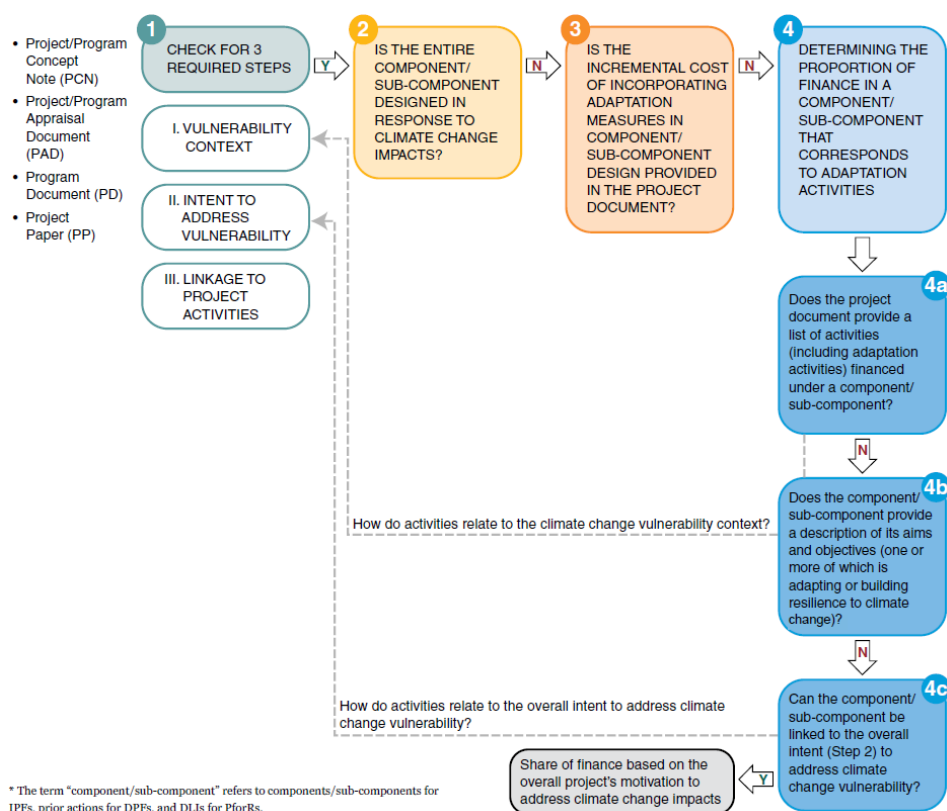 • Project/Program
Concept
Note (PCN)
• Project/Program
Appraisal
Document
(PAD)
• Program
Document (PD)
• Project
Paper (PP)
1
CHECK FOR 3
REQUIRED STEPS
Y
I. VULNERABILITY
CONTEXT
II. INTENT TO
ADDRESS
VULNERABILITY
III. LINKAGE TO
PROJECT
ACTIVITIES
2
IS THE ENTIRE
COMPONENT/
SUB-COMPONENT
DESIGNED IN
RESPONSE TO
CLIMATE CHANGE
IMPACTS?
N
3
IS THE
INCREMENTAL COST
OF INCORPORATING
ADAPTATION
MEASURES IN
COMPONENT/
SUB-COMPONENT
DESIGN PROVIDED
IN THE PROJECT
DOCUMENT?
N
4
DETERMINING THE
PROPORTION OF
FINANCE IN A
COMPONENT/
SUB-COMPONENT
THAT
CORRESPONDS
TO ADAPTATION
ACTIVITIES
4a
Does the project
document provide a
list of activities
(including adaptation
activities) financed
under a component/
sub-component?
N
4b
Does the component/
sub-component provide
a description of its aims
and objectives (one or
more of which is
adapting or building
resilience to climate
change)?
How do activities relate to the climate change vulnerability context?
N
4c
Can the component/
sub-component be
linked to the overall
intent (Step 2) to
address climate
change vulnerability?
How do activities relate to the overall intent to address climate
change vulnerability?
Y
Share of finance based on the
overall project's motivation to
address climate change impacts
* The term "component/sub-component" refers to components/sub-components for
IPFs, prior actions for DPFs, and DLIs for PforRs.